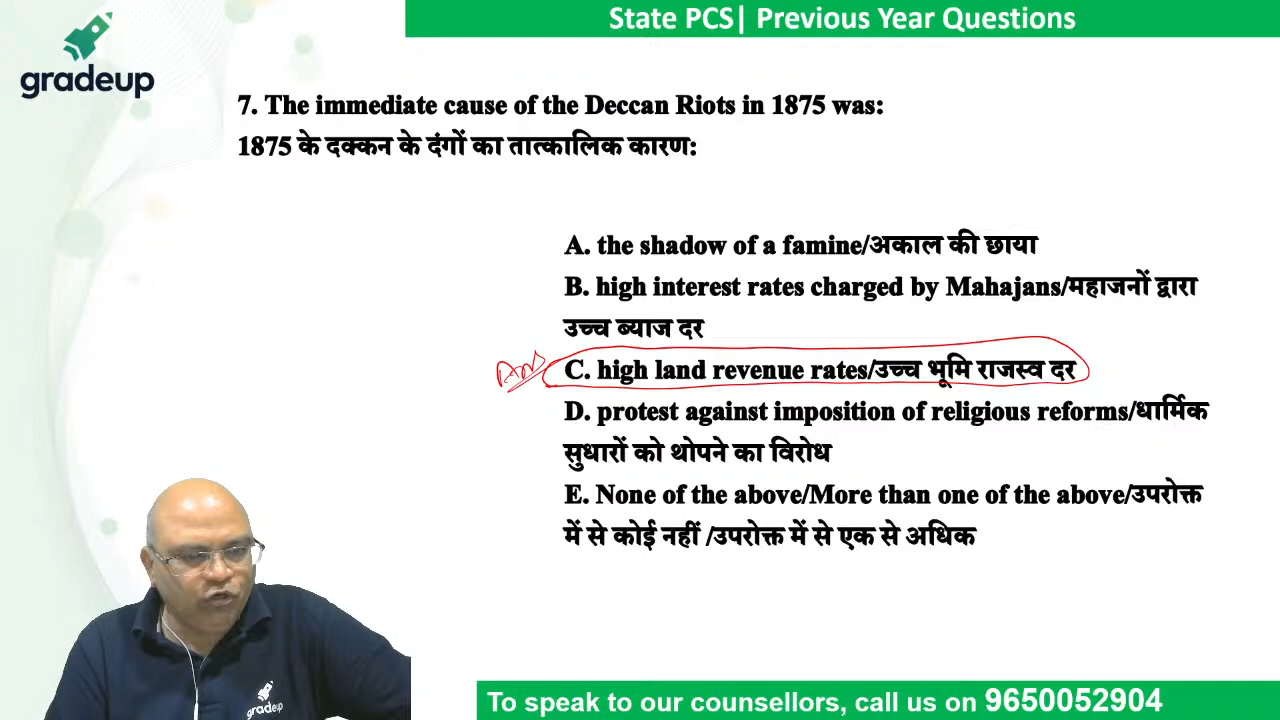 State PCS| Previous Year Questions
gradeup
7. The immediate cause of the Deccan Riots in 1875 was:
1875 के दक्कन के दंगों का तात्कालिक कारण:
A. the shadow of a famine/अकाल की छाया
B. high interest rates charged by Mahajans/महाजनों द्वारा
उच्च ब्याज दर
Ans
C. high land revenue rates/उच्च भूमि राजस्व दर
D. protest against imposition of religious reforms/धार्मिक
सुधारों को थोपने का विरोध
E. None of the above/More than one of the above/उपरोक्त
में से कोई नहीं /उपरोक्त में से एक से अधिक
gradeup
To speak to our counsellors, call us on 9650052904